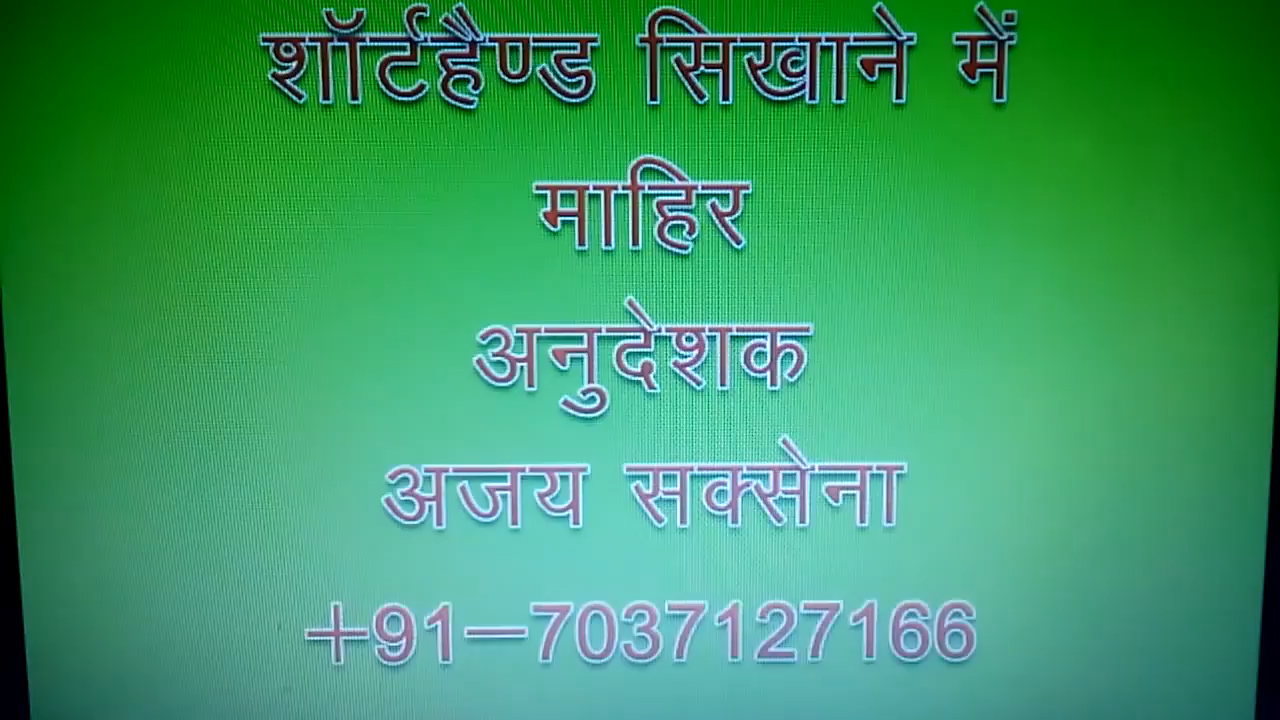 शॉर्टहैण्ड सिखाने में
माहिर
अनुदेशक
अजय सक्सेना
+91–7037127166